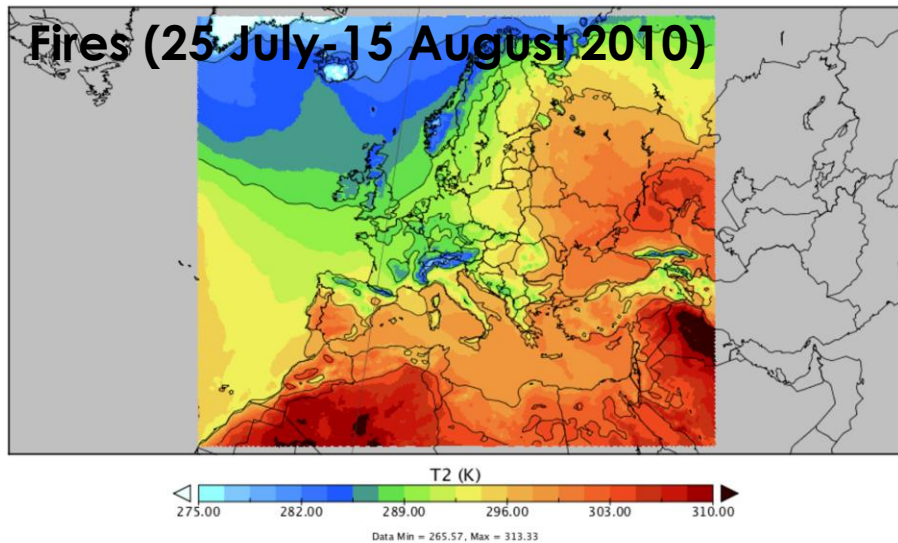 Fires (25 July-15 August 2010)
T2 (K)
275.00 282.00 289.00 296.00 303.00 310.00
Data Min = 265.57, Max = 313.33